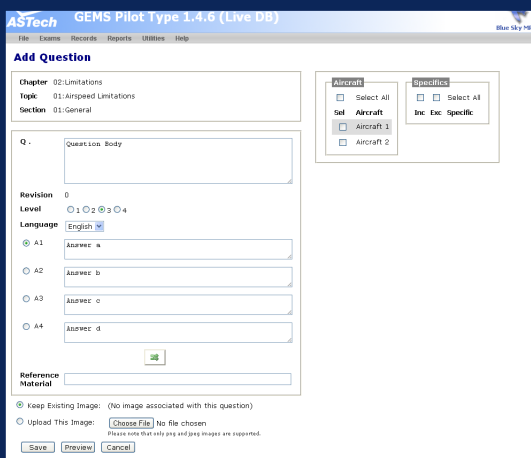 ASTech GEMS Pilot Type 1.4.6 (Live DB)
Blue Sky
File Exams Records Reports Utilities Help
Add Question
Chapter 02:Limitations
Topic 01:Airspeed Limitations
Section 01:General
Aircraft
Select All
Sel Aircraft
Aircraft 1
Aircraft 2
Specifics
Select All
Inc Exc Specific
Q . Question Body
Revision 0
Level 1 2 3 4
Language English
A1 Answer a
A2 Answer b
A3 Answer c
A4 Answer d
Reference
Material
Keep Existing Image: (No image associated with this question)
Upload This Image: Choose File No file chosen
Please note that only png and jpeg images are supported.
Save Preview Cancel